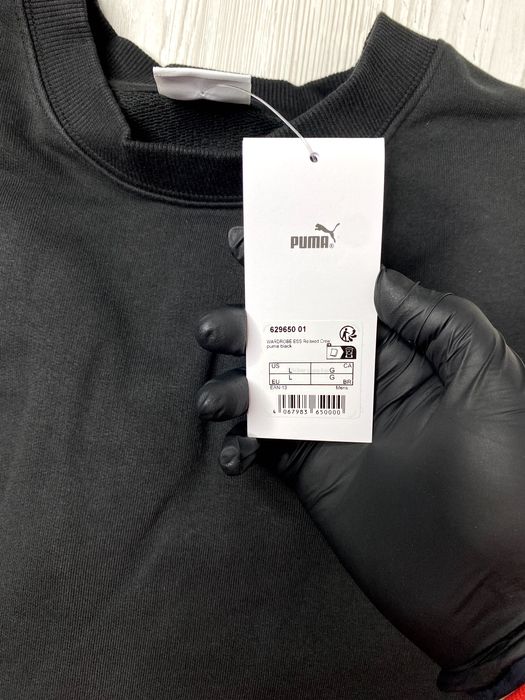 PUMA®
629650 01
WARDROBE ESS Relaxed Crew
puma black
US L G CA
EU L G BR
EAN-13 Mens
4 067983 650000